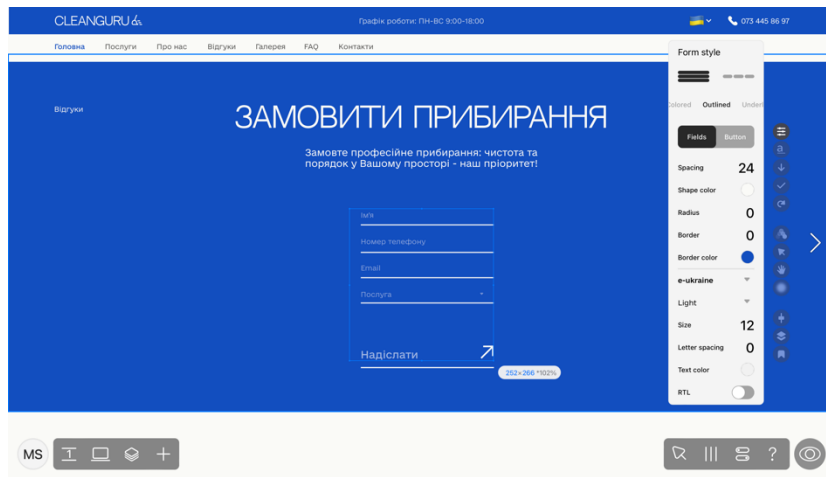 CLEANGURU
Графік роботи: ПН-ВС 9:00-18:00
073 445 86 97
Головна Послуги Про нас Відгуки Галерея FAQ Контакти
Відгуки
ЗАМОВИТИ ПРИБИРАННЯ
Замовте професійне прибирання: чистота та
порядок у Вашому просторі - наш пріоритет!
Ім'я
Номер телефону
Email
Послуга
Надіслати
252×266 *102%
Form style
Colored Outlined Underl
Fields Button
Spacing 24
Shape color
Radius 0
Border 0
Border color
e-ukraine
Light
Size 12
Letter spacing 0
Text color
RTL
a
MS
1
?